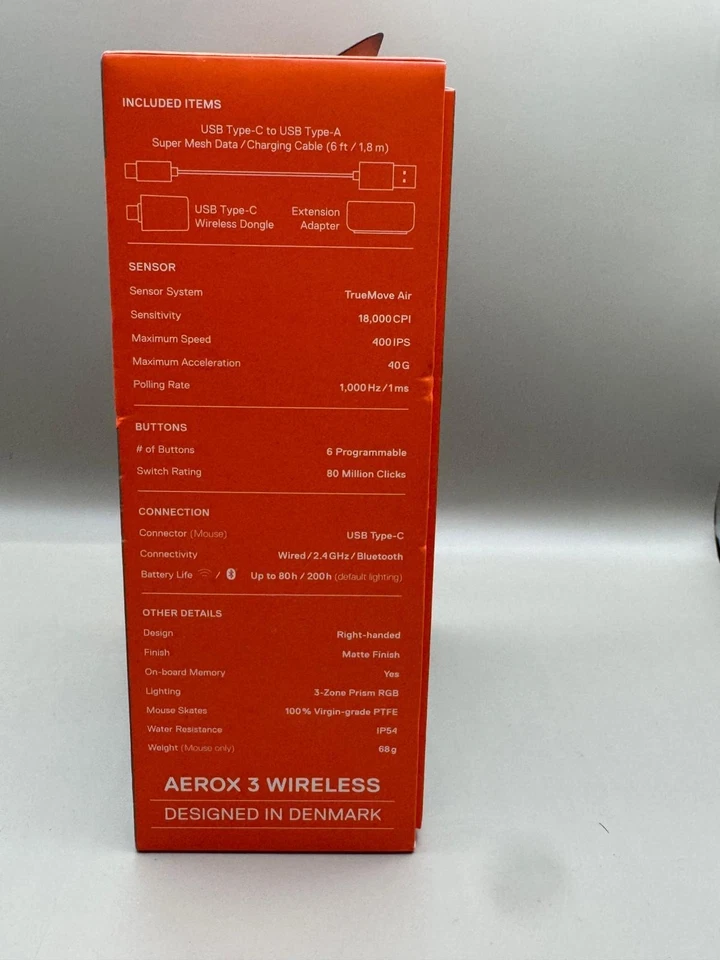 INCLUDED ITEMS
USB Type-C to USB Type-A
Super Mesh Data / Charging Cable (6 ft / 1,8 m)
USB Type-C
Wireless Dongle
Extension
Adapter
SENSOR
Sensor System TrueMove Air
Sensitivity 18,000 CPI
Maximum Speed 400 IPS
Maximum Acceleration 40 G
Polling Rate 1,000 Hz / 1 ms
BUTTONS
# of Buttons 6 Programmable
Switch Rating 80 Million Clicks
CONNECTION
Connector (Mouse) USB Type-C
Connectivity Wired / 2.4 GHz / Bluetooth
Battery Life / Up to 80h / 200h (default lighting)
OTHER DETAILS
Design Right-handed
Finish Matte Finish
On-board Memory Yes
Lighting 3-Zone Prism RGB
Mouse Skates 100% Virgin-grade PTFE
Water Resistance IP54
Weight (Mouse only) 68 g
AEROX 3 WIRELESS
DESIGNED IN DENMARK